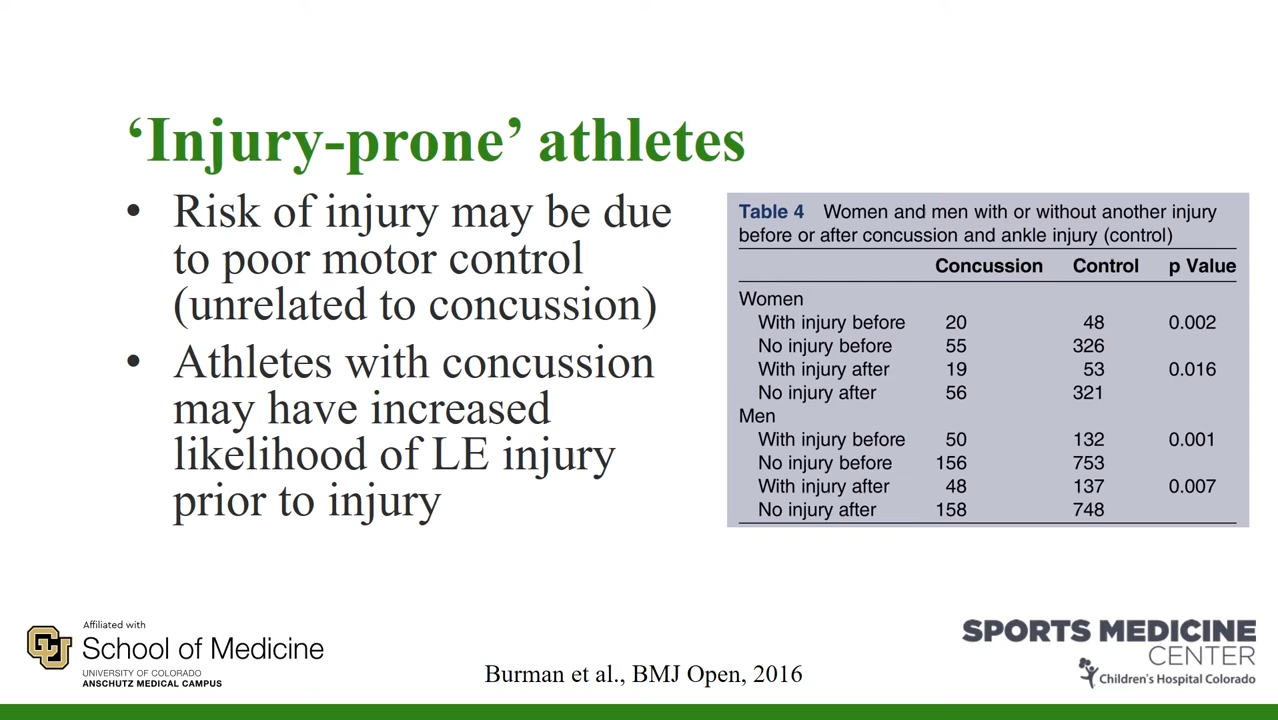 ‘Injury-prone’ athletes
• Risk of injury may be due
to poor motor control
(unrelated to concussion)
• Athletes with concussion
may have increased
likelihood of LE injury
prior to injury
Table 4 Women and men with or without another injury
before or after concussion and ankle injury (control)
Concussion Control p Value
Women
With injury before 20 48 0.002
No injury before 55 326
With injury after 19 53 0.016
No injury after 56 321
Men
With injury before 50 132 0.001
No injury before 156 753
With injury after 48 137 0.007
No injury after 158 748
Affiliated with
CU School of Medicine
UNIVERSITY OF COLORADO
ANSCHUTZ MEDICAL CAMPUS
Burman et al., BMJ Open, 2016
SPORTS MEDICINE
CENTER
Children's Hospital Colorado